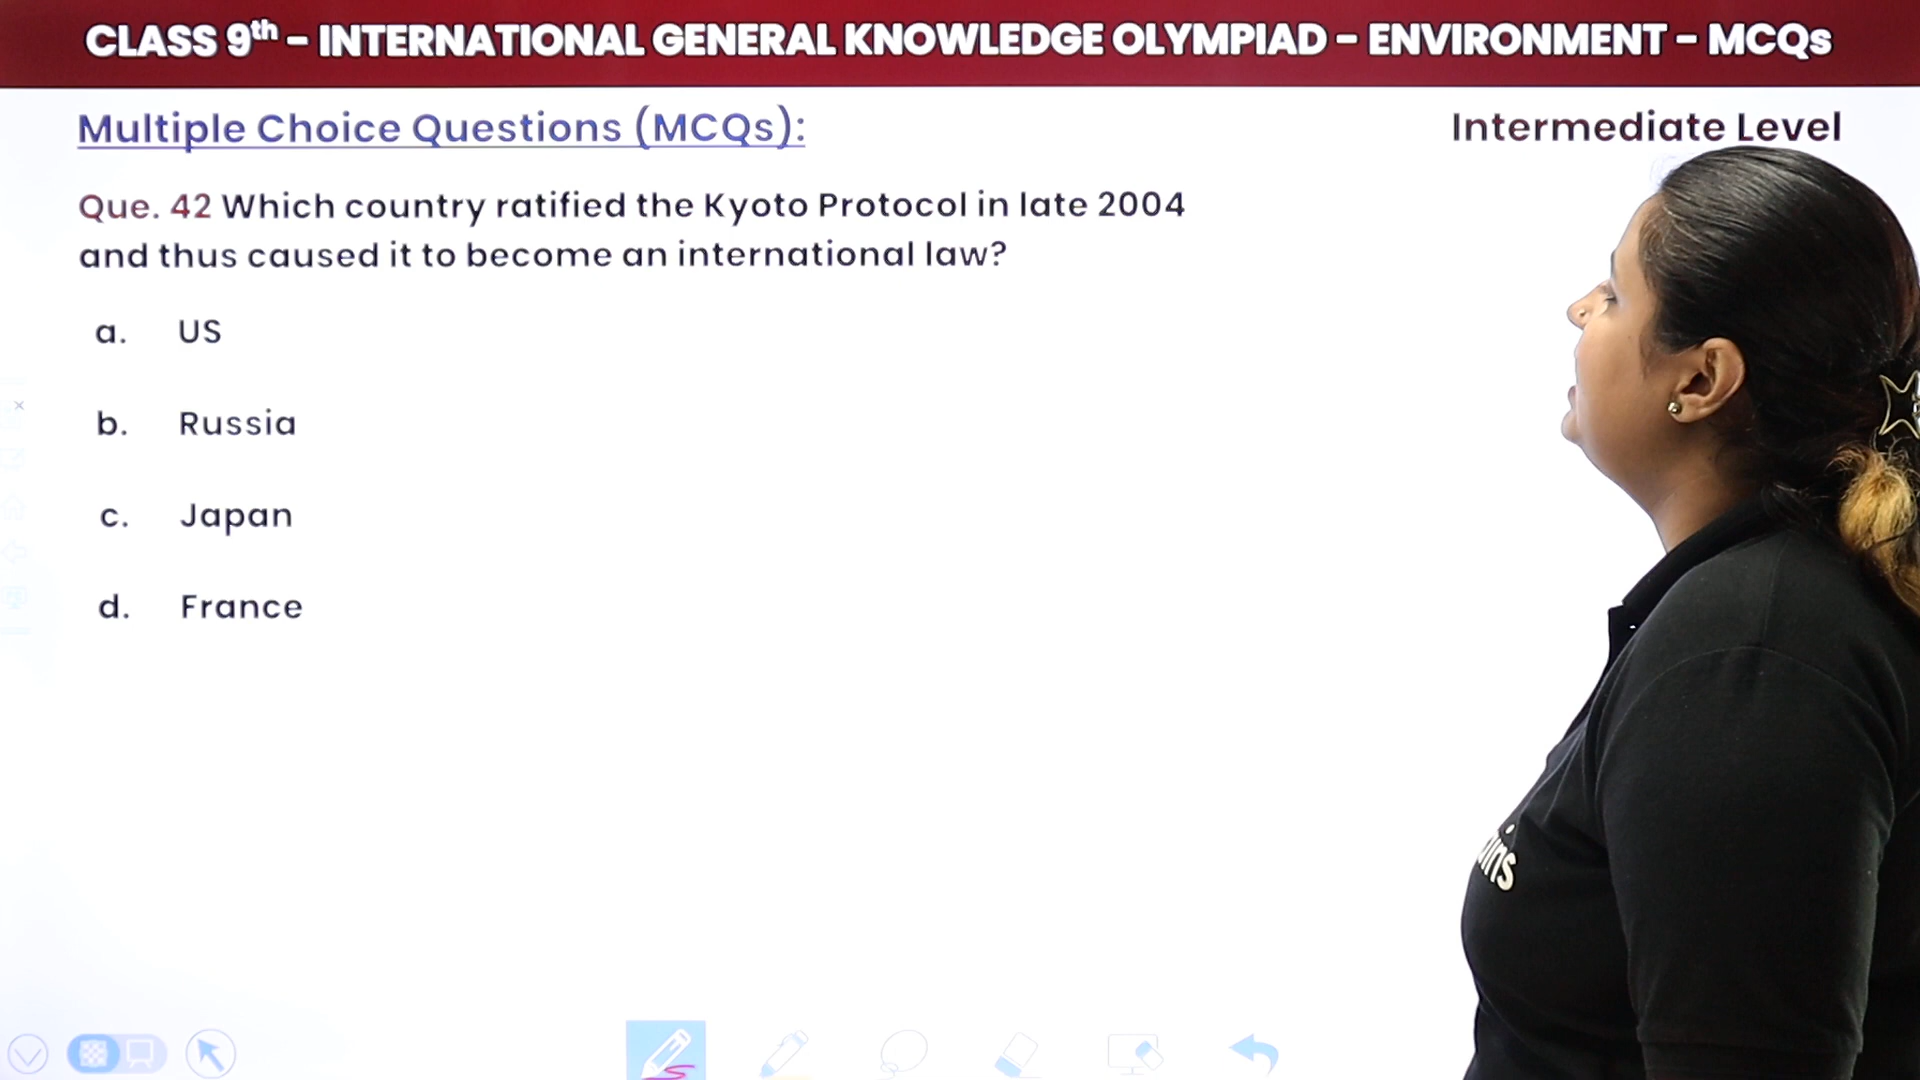 CLASS 9th - INTERNATIONAL GENERAL KNOWLEDGE OLYMPIAD - ENVIRONMENT - MCQs
Multiple Choice Questions (MCQs):
Intermediate Level
Que. 42 Which country ratified the Kyoto Protocol in late 2004
and thus caused it to become an international law?
a. US
b. Russia
c. Japan
d. France